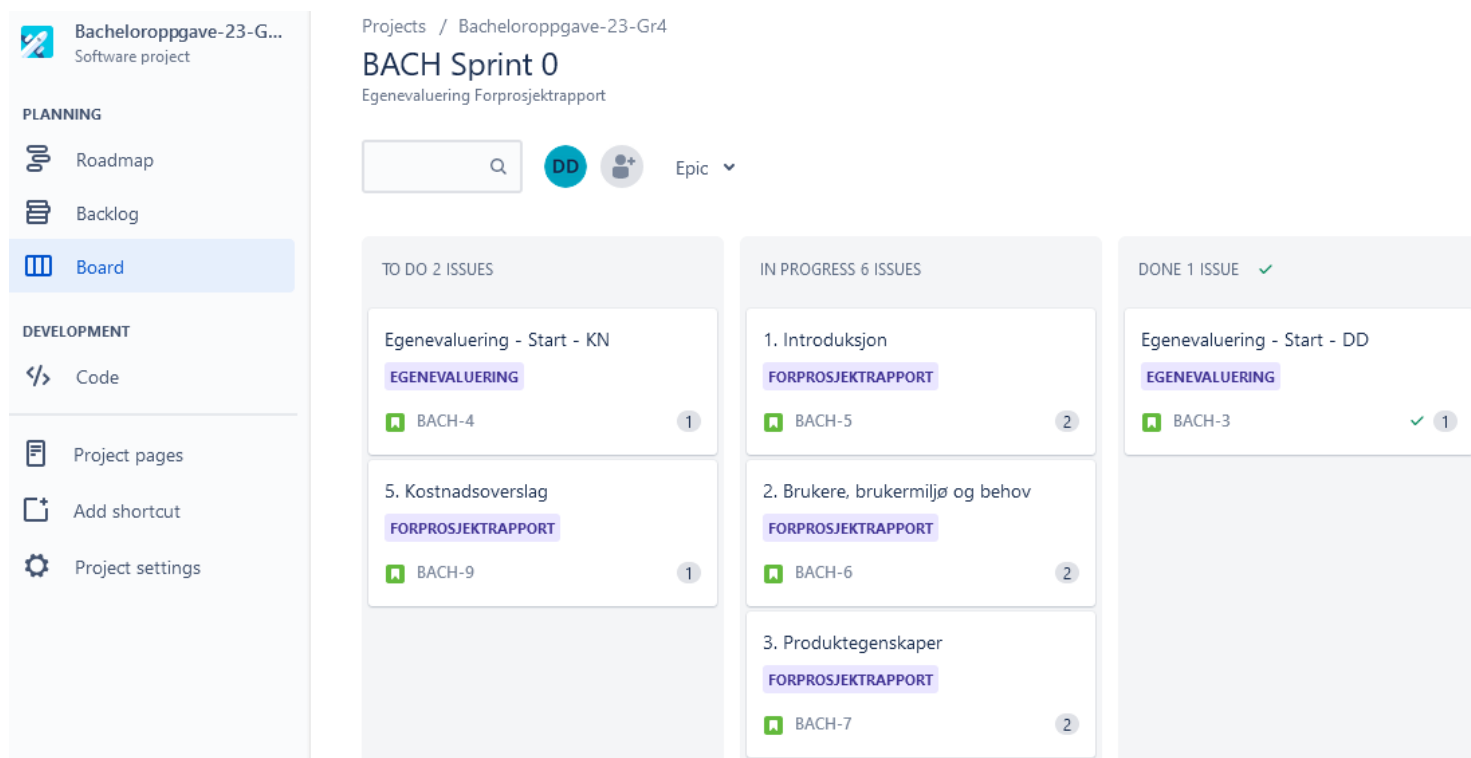 Bacheloroppgave-23-G...
Software project
PLANNING
Roadmap
Backlog
Board
DEVELOPMENT
Code
Project pages
Add shortcut
Project settings
Projects / Bacheloroppgave-23-Gr4
BACH Sprint 0
Egenevaluering Forprosjektrapport
DD
Epic
TO DO 2 ISSUES
Egenevaluering - Start - KN
EGENEVALUERING
BACH-4 1
5. Kostnadsoverslag
FORPROSJEKTRAPPORT
BACH-9 1
IN PROGRESS 6 ISSUES
1. Introduksjon
FORPROSJEKTRAPPORT
BACH-5 2
2. Brukere, brukermiljø og behov
FORPROSJEKTRAPPORT
BACH-6 2
3. Produktegenskaper
FORPROSJEKTRAPPORT
BACH-7 2
DONE 1 ISSUE
Egenevaluering - Start - DD
EGENEVALUERING
BACH-3 1